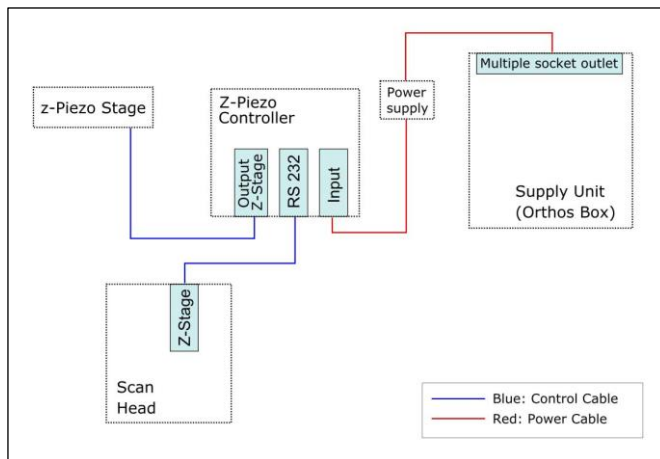 Multiple socket outlet
z-Piezo Stage
Z-Piezo
Controller
Power
supply
Output
Z-Stage
RS 232
Input
Supply Unit
(Orthos Box)
Z-Stage
Scan
Head
Blue: Control Cable
Red: Power Cable